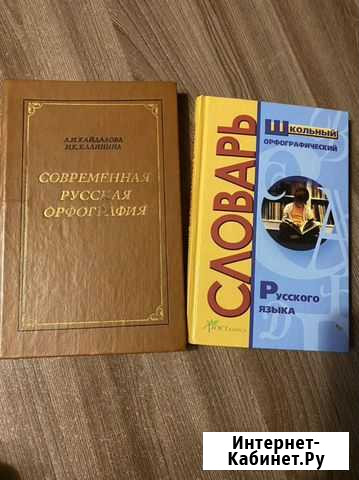 А.И.КАЙДАЛОВА
И.К.КАЛИНИНА
СОВРЕМЕННАЯ
РУССКАЯ
ОРФОГРАФИЯ
СЛОВАРЬ
Школьный
ОРФОГРАФИЧЕСКИЙ
Русского
ЯЗЫКА
Интернет-
Кабинет.Ру